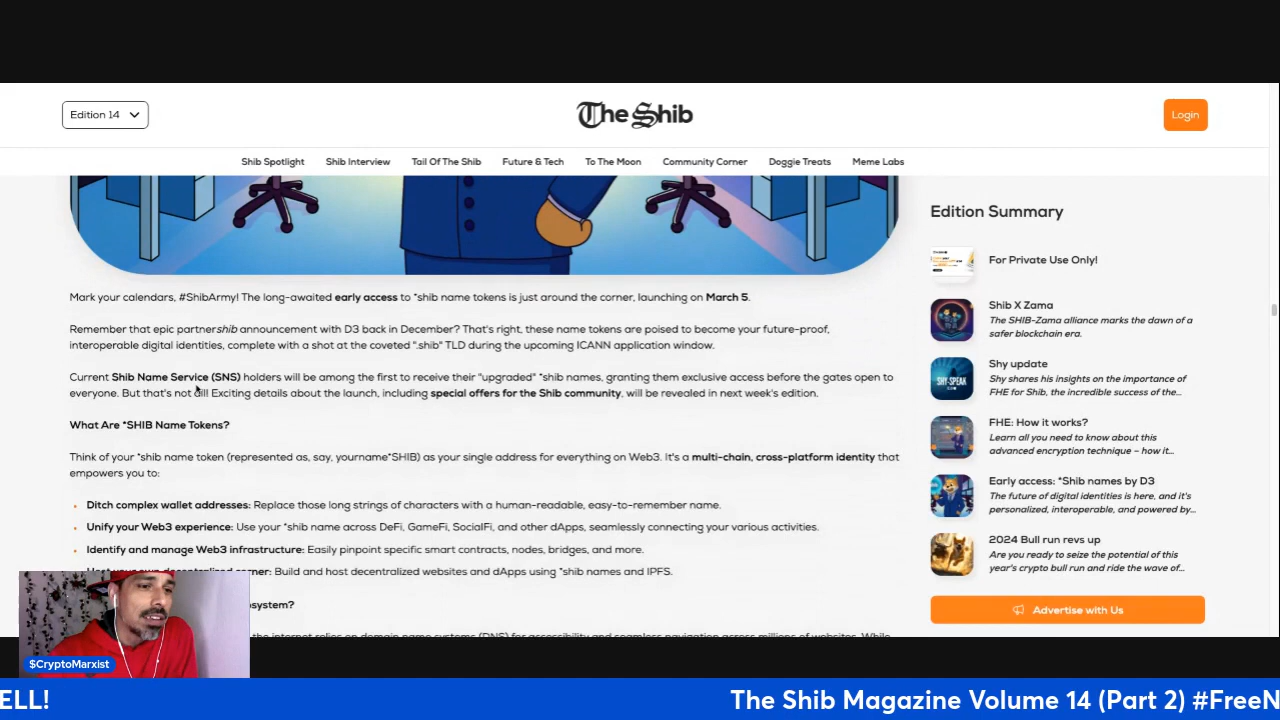 Edition 14
The Shib
Login
Shib Spotlight
Shib Interview
Tail Of The Shib
Future & Tech
To The Moon
Community Corner
Doggie Treats
Meme Labs
Mark your calendars, #ShibArmy! The long-awaited early access to *shib name tokens is just around the corner, launching on March 5.
Remember that epic partnership announcement with D3 back in December? That's right, these name tokens are poised to become your future-proof,
interoperable digital identities, complete with a shot at the coveted ".shib" TLD during the upcoming ICANN application window.
Current Shib Name Service (SNS) holders will be among the first to receive their "upgraded" *shib names, granting them exclusive access before the gates open to
everyone. But that's not all! Exciting details about the launch, including special offers for the Shib community, will be revealed in next week's edition.
What Are *SHIB Name Tokens?
Think of your *shib name token (represented as, say, yourname*SHIB) as your single address for everything on Web3. It's a multi-chain, cross-platform identity that
empowers you to:
• Ditch complex wallet addresses: Replace those long strings of characters with a human-readable, easy-to-remember name.
• Unify your Web3 experience: Use your *shib name across DeFi, GameFi, SocialFi, and other dApps, seamlessly connecting your various activities.
• Identify and manage Web3 infrastructure: Easily pinpoint specific smart contracts, nodes, bridges, and more.
corner: Build and host decentralized websites and dApps using *shib names and IPFS.
osystem?
the internet relies on domain name systems (DNS) for accessibility and seamless navigation across millions of websites. While
Edition Summary
For Private Use Only!
Shib X Zama
The SHIB-Zama alliance marks the dawn of a
safer blockchain era.
SHY-SPEAK
Shy update
Shy shares his insights on the importance of
FHE for Shib, the incredible success of the...
FHE: How it works?
Learn all you need to know about this
advanced encryption technique – how it...
Early access: *Shib names by D3
The future of digital identities is here, and it's
personalized, interoperable, and powered by...
2024 Bull run revs up
Are you ready to seize the potential of this
year's crypto bull run and ride the wave of...
Advertise with Us
$CryptoMarxist
ELL!
The Shib Magazine Volume 14 (Part 2) #FreeN